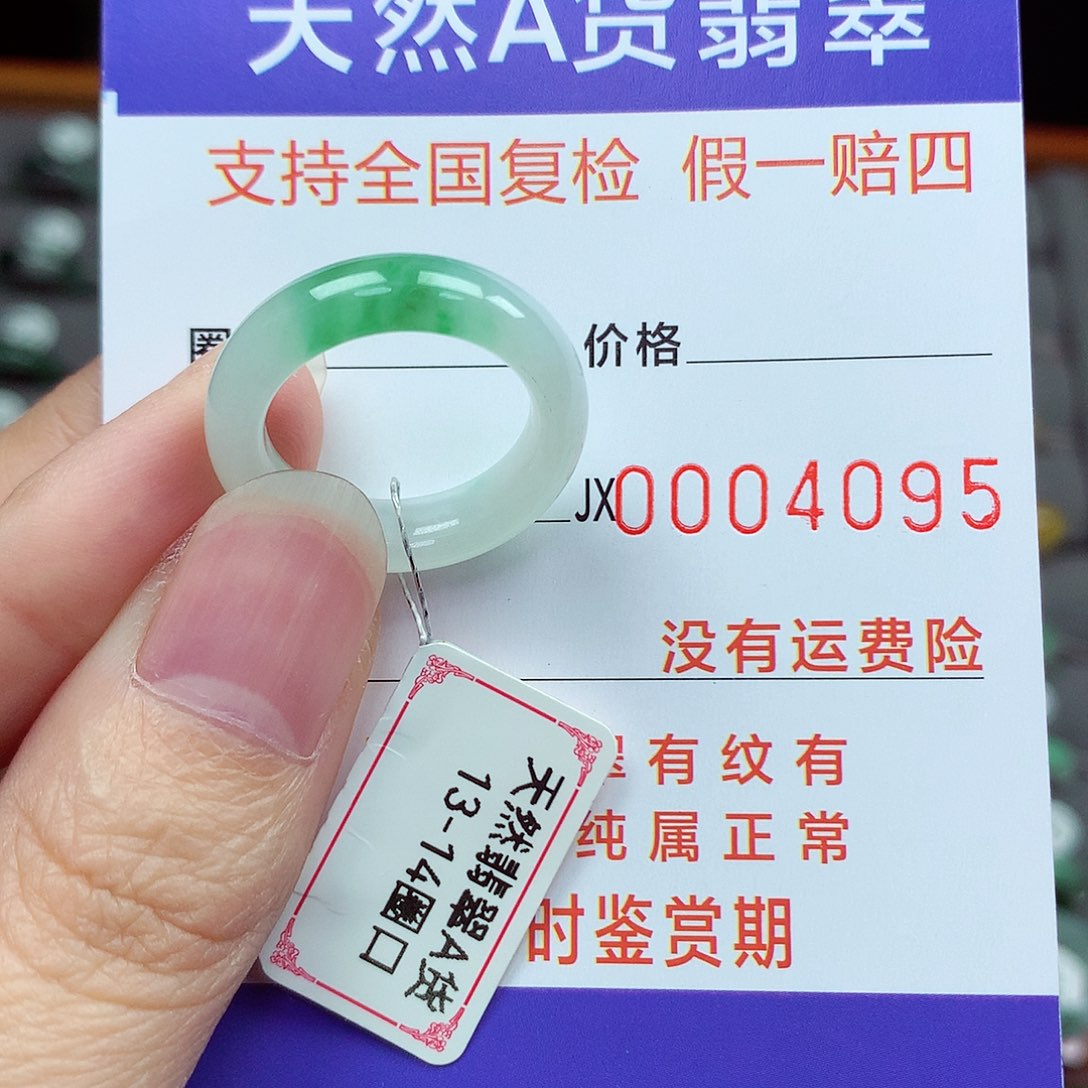 天然A货翡翠
支持全国复检 假一赔四
圈
价格
JX0004095
没有运费险
有纹有
纯属正常
时鉴赏期
天然翡翠A货
13-14圈口